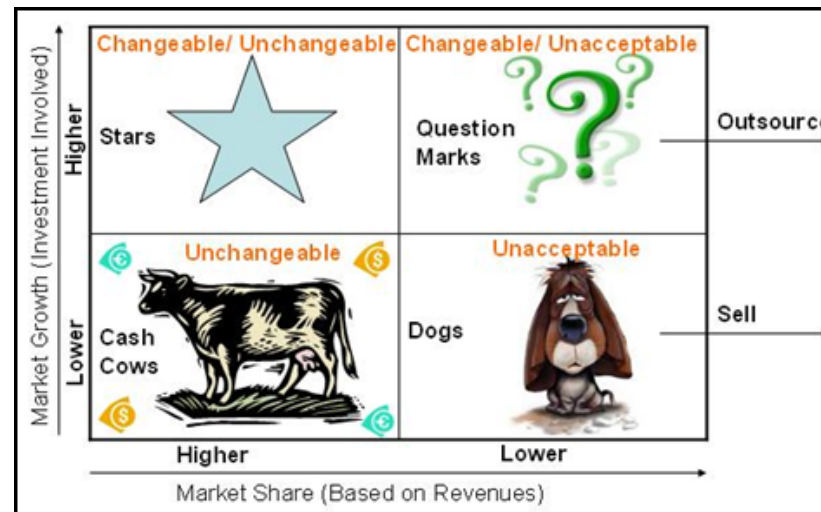 Changeable/ Unchangeable
Changeable/ Unacceptable
Stars
Question
Marks
Outsource
Unchangeable
Unacceptable
€
$
Cash
Cows
Dogs
Sell
$
€
Higher
Lower
Market Growth (Investment Involved)
Higher
Lower
Market Share (Based on Revenues)